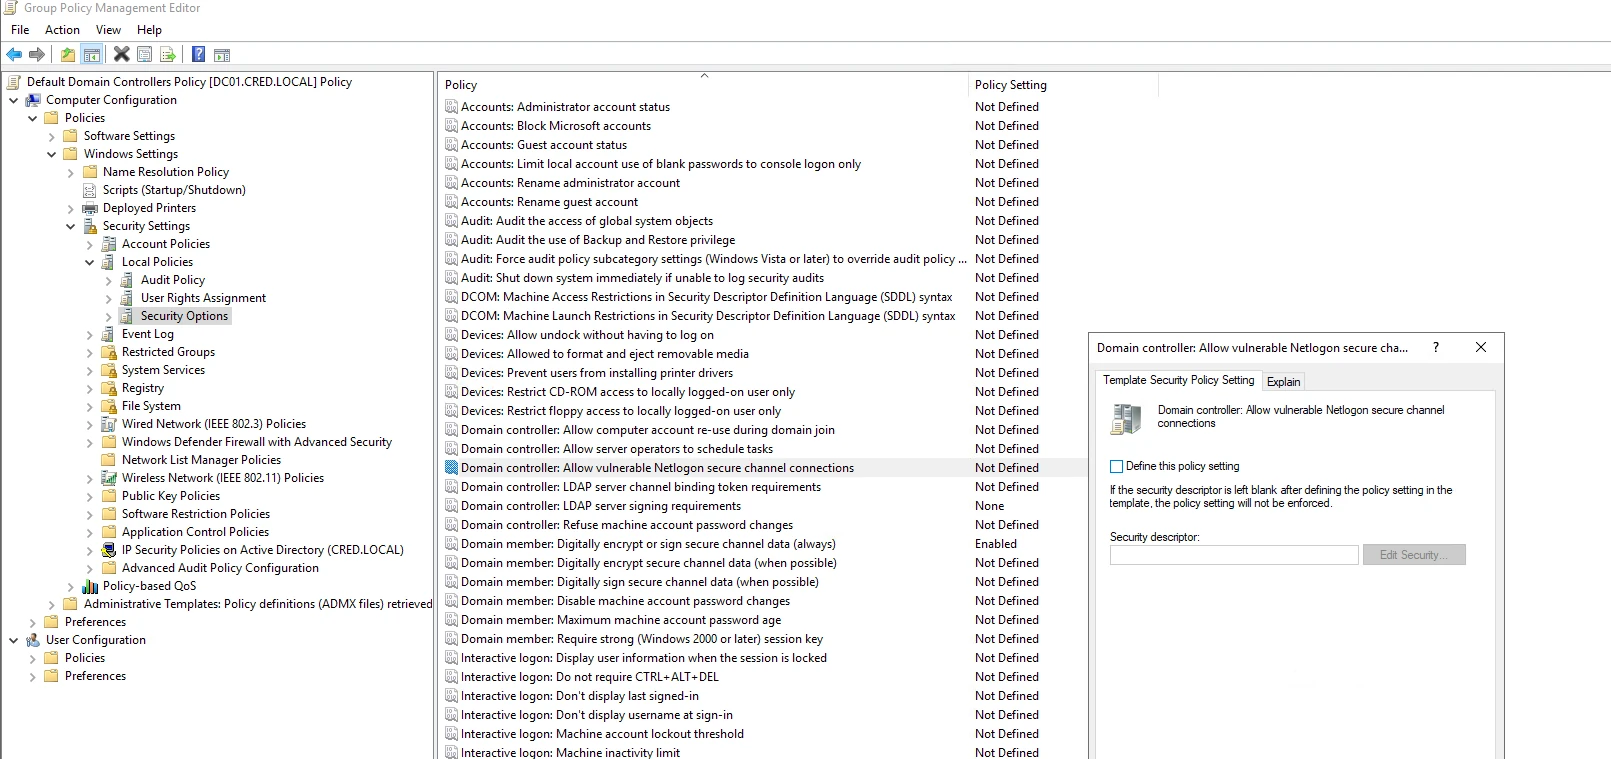 Group Policy Management Editor
File Action View Help
Default Domain Controllers Policy [DC01.CRED.LOCAL] Policy
Computer Configuration
Policies
Software Settings
Windows Settings
Name Resolution Policy
Scripts (Startup/Shutdown)
Deployed Printers
Security Settings
Account Policies
Local Policies
Audit Policy
User Rights Assignment
Security Options
Event Log
Restricted Groups
System Services
Registry
File System
Wired Network (IEEE 802.3) Policies
Windows Defender Firewall with Advanced Security
Network List Manager Policies
Wireless Network (IEEE 802.11) Policies
Public Key Policies
Software Restriction Policies
Application Control Policies
IP Security Policies on Active Directory (CRED.LOCAL)
Advanced Audit Policy Configuration
Policy-based QoS
Administrative Templates: Policy definitions (ADMX files) retrieved
Preferences
User Configuration
Policies
Preferences
Policy Policy Setting
Accounts: Administrator account status Not Defined
Accounts: Block Microsoft accounts Not Defined
Accounts: Guest account status Not Defined
Accounts: Limit local account use of blank passwords to console logon only Not Defined
Accounts: Rename administrator account Not Defined
Accounts: Rename guest account Not Defined
Audit: Audit the access of global system objects Not Defined
Audit: Audit the use of Backup and Restore privilege Not Defined
Audit: Force audit policy subcategory settings (Windows Vista or later) to override audit policy ... Not Defined
Audit: Shut down system immediately if unable to log security audits Not Defined
DCOM: Machine Access Restrictions in Security Descriptor Definition Language (SDDL) syntax Not Defined
DCOM: Machine Launch Restrictions in Security Descriptor Definition Language (SDDL) syntax Not Defined
Devices: Allow undock without having to log on Not Defined
Devices: Allowed to format and eject removable media Not Defined
Devices: Prevent users from installing printer drivers Not Defined
Devices: Restrict CD-ROM access to locally logged-on user only Not Defined
Devices: Restrict floppy access to locally logged-on user only Not Defined
Domain controller: Allow computer account re-use during domain join Not Defined
Domain controller: Allow server operators to schedule tasks Not Defined
Domain controller: Allow vulnerable Netlogon secure channel connections Not Defined
Domain controller: LDAP server channel binding token requirements Not Defined
Domain controller: LDAP server signing requirements None
Domain controller: Refuse machine account password changes Not Defined
Domain member: Digitally encrypt or sign secure channel data (always) Enabled
Domain member: Digitally encrypt secure channel data (when possible) Not Defined
Domain member: Digitally sign secure channel data (when possible) Not Defined
Domain member: Disable machine account password changes Not Defined
Domain member: Maximum machine account password age Not Defined
Domain member: Require strong (Windows 2000 or later) session key Not Defined
Interactive logon: Display user information when the session is locked Not Defined
Interactive logon: Do not require CTRL+ALT+DEL Not Defined
Interactive logon: Don't display last signed-in Not Defined
Interactive logon: Don't display username at sign-in Not Defined
Interactive logon: Machine account lockout threshold Not Defined
Interactive logon: Machine inactivity limit Not Defined
Domain controller: Allow vulnerable Netlogon secure cha... ?
Template Security Policy Setting Explain
Domain controller: Allow vulnerable Netlogon secure channel
connections
Define this policy setting
If the security descriptor is left blank after defining the policy setting in the
template, the policy setting will not be enforced.
Security descriptor:
Edit Security...